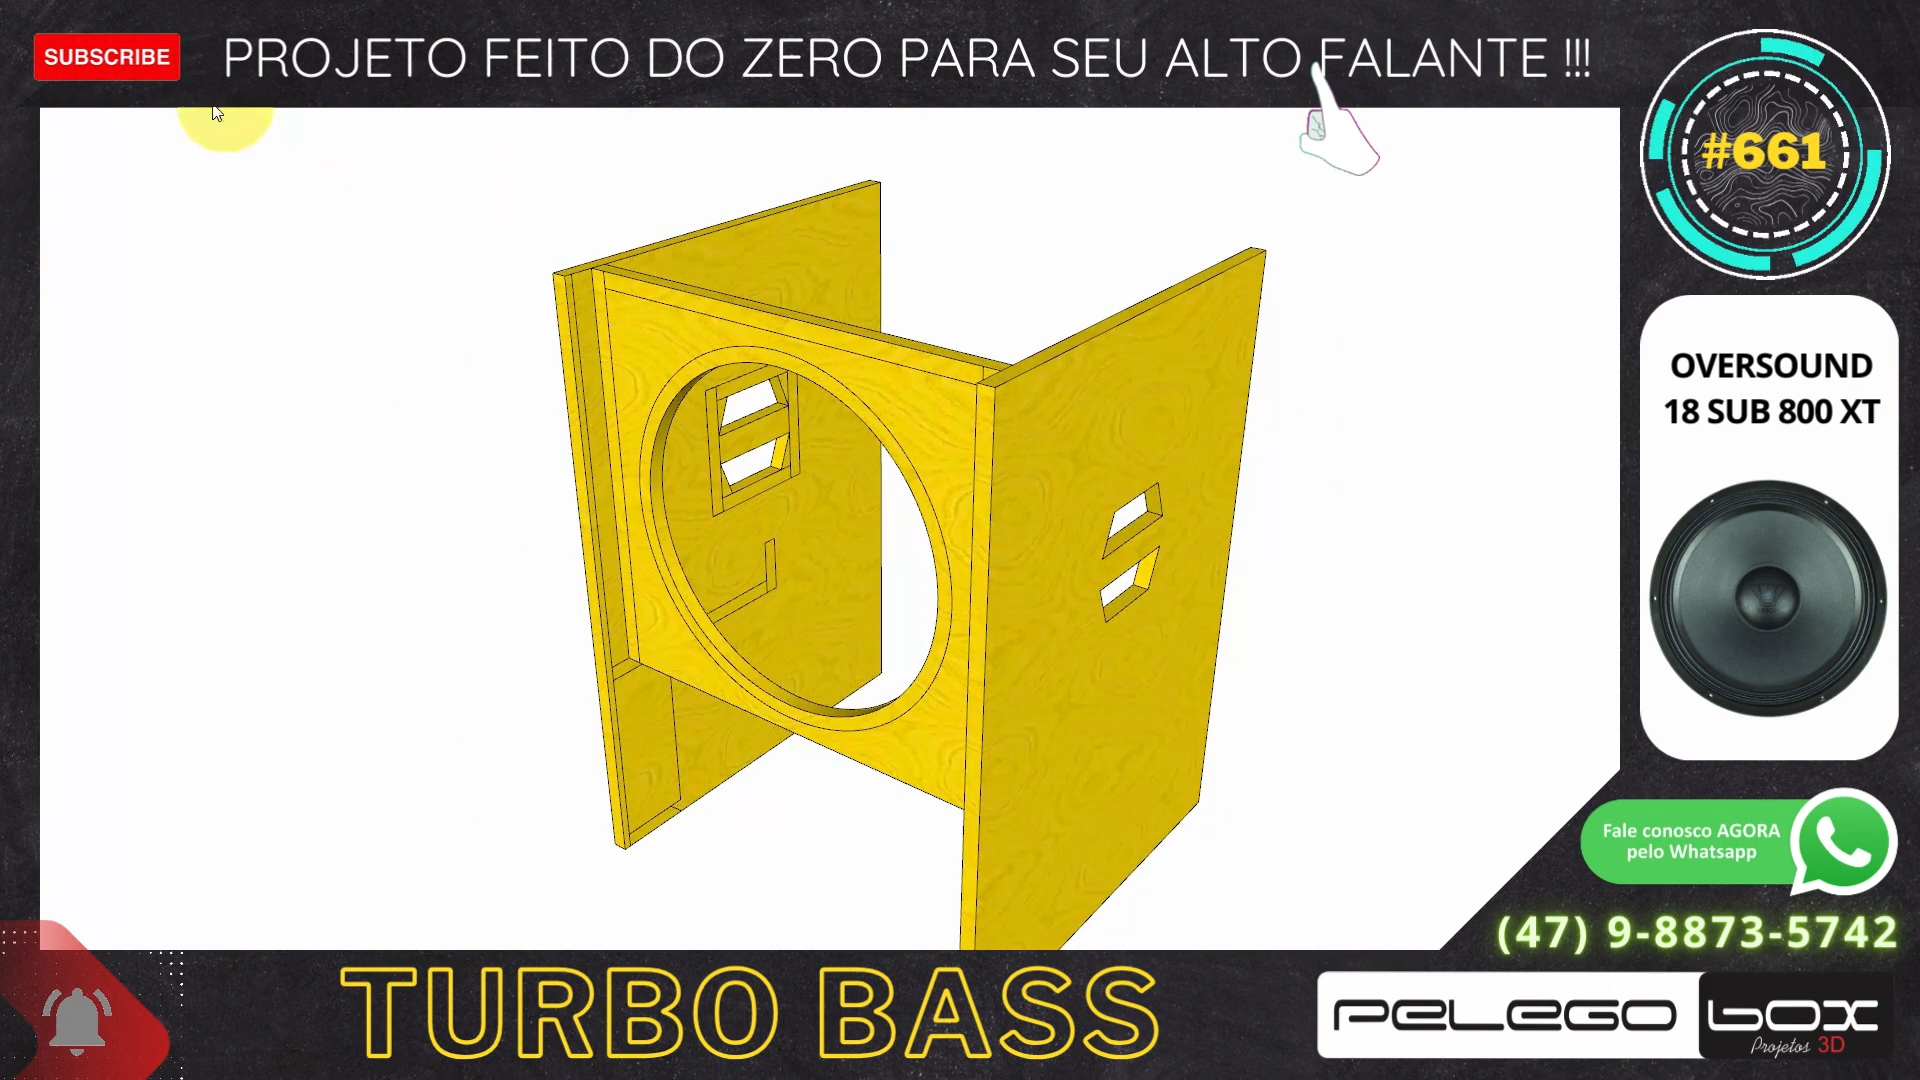 SUBSCRIBE
PROJETO FEITO DO ZERO PARA SEU ALTO FALANTE !!!
#661
OVERSOUND
18 SUB 800 XT
Fale conosco AGORA
pelo Whatsapp
(47) 9-8873-5742
TURBO BASS
PELEGO BOX
Projetos 3D